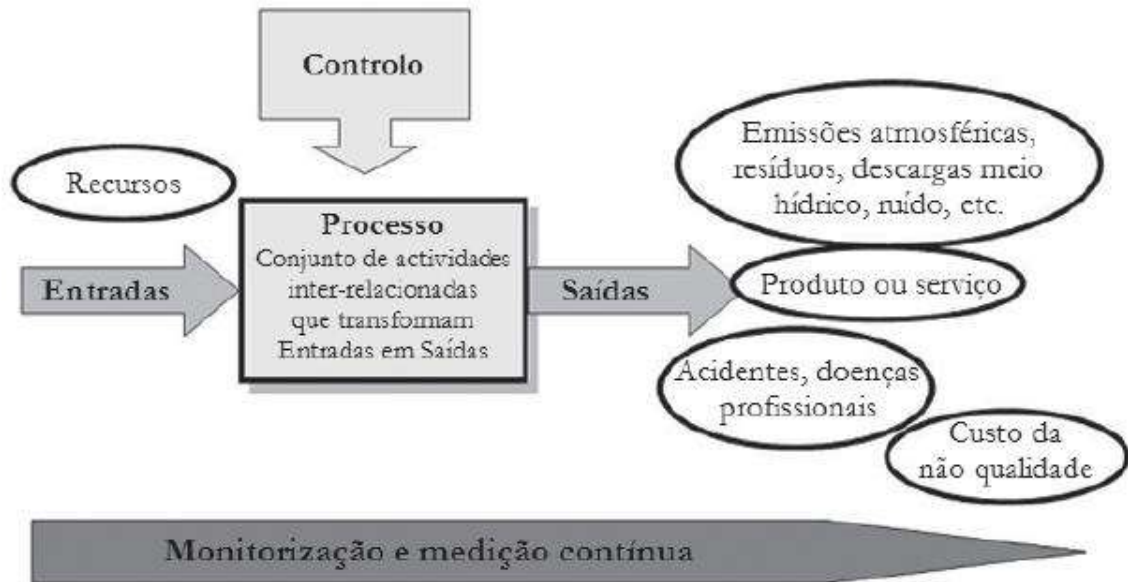 Controlo
Recursos
Entradas
Processo
Conjunto de actividades
inter-relacionadas
que transformam
Entradas em Saídas
Saídas
Emissões atmosféricas,
resíduos, descargas meio
hídrico, ruído, etc.
Produto ou serviço
Acidentes, doenças
profissionais
Custo da
não qualidade
Monitorização e medição contínua